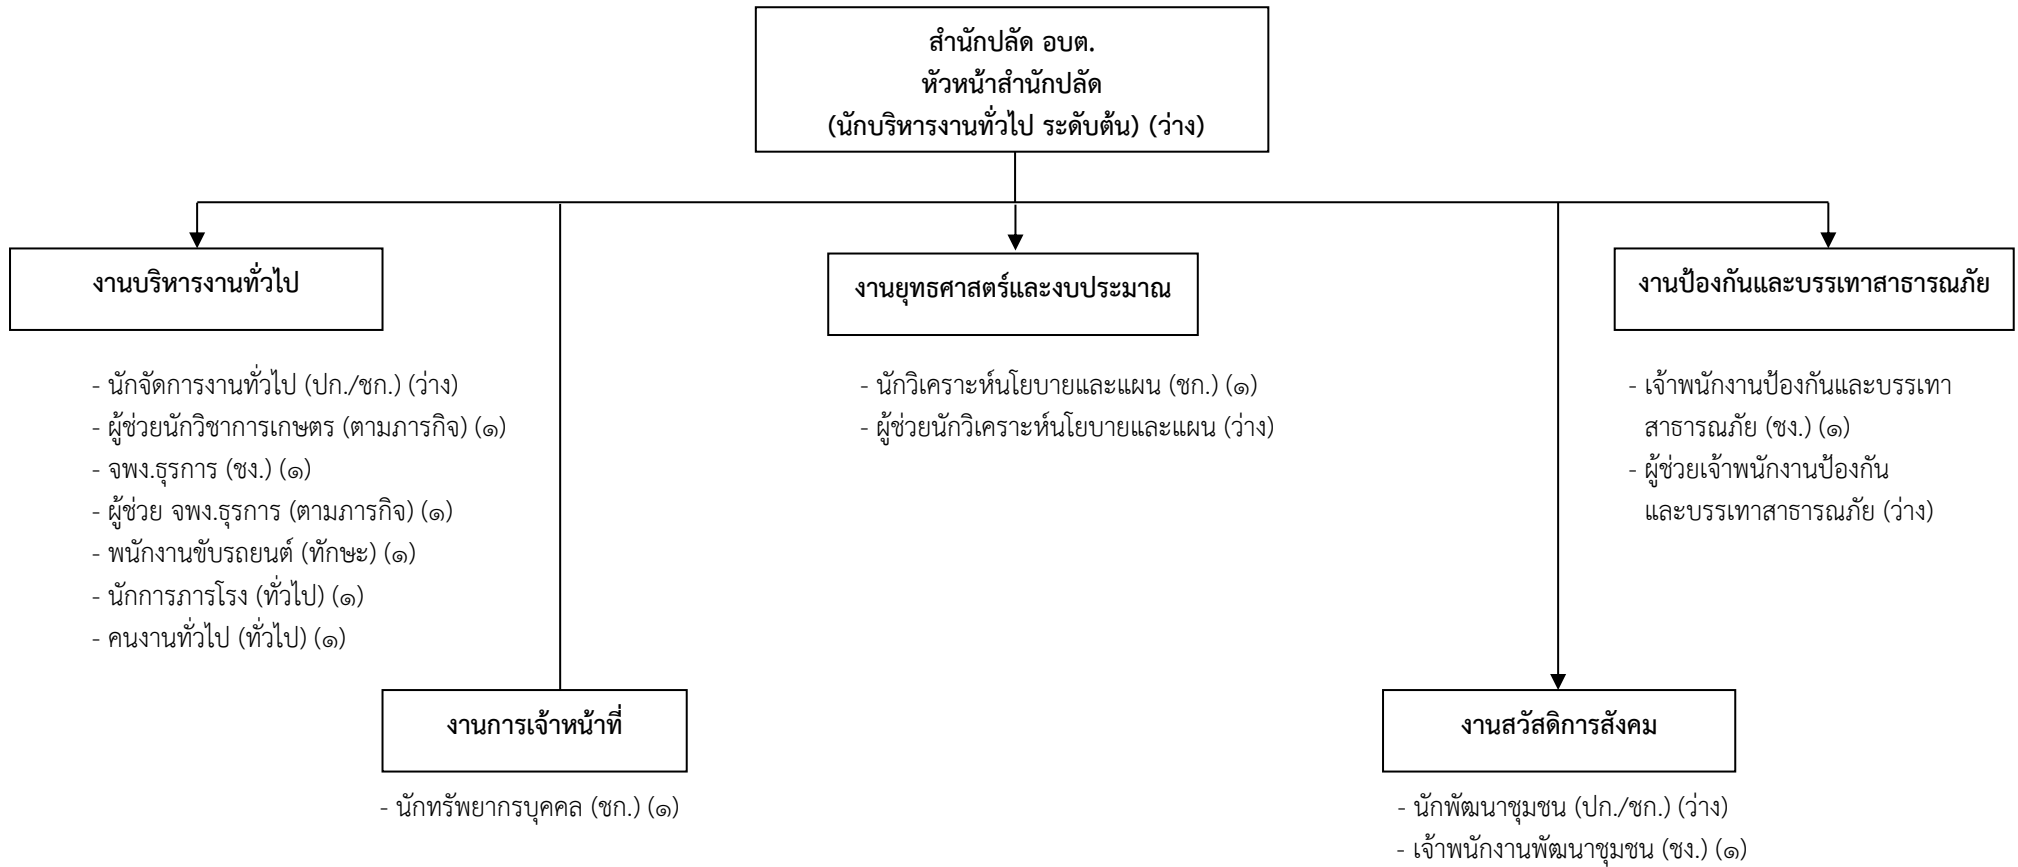 สำนักปลัด อบต.
หัวหน้าสำนักปลัด
(นักบริหารงานทั่วไป ระดับต้น) (ว่าง)
งานบริหารงานทั่วไป
- นักจัดการงานทั่วไป (ปก./ชก.) (ว่าง)
- ผู้ช่วยนักวิชาการเกษตร (ตามภารกิจ) (๑)
- จพง.ธุรการ (ชง.) (๑)
- ผู้ช่วย จพง.ธุรการ (ตามภารกิจ) (๑)
- พนักงานขับรถยนต์ (ทักษะ) (๑)
- นักการภารโรง (ทั่วไป) (๑)
- คนงานทั่วไป (ทั่วไป) (๑)
งานยุทธศาสตร์และงบประมาณ
- นักวิเคราะห์นโยบายและแผน (ชก.) (๑)
- ผู้ช่วยนักวิเคราะห์นโยบายและแผน (ว่าง)
งานป้องกันและบรรเทาสาธารณภัย
- เจ้าพนักงานป้องกันและบรรเทา
สาธารณภัย (ชง.) (๑)
- ผู้ช่วยเจ้าพนักงานป้องกัน
และบรรเทาสาธารณภัย (ว่าง)
งานการเจ้าหน้าที่
- นักทรัพยากรบุคคล (ชก.) (๑)
งานสวัสดิการสังคม
- นักพัฒนาชุมชน (ปก./ชก.) (ว่าง)
- เจ้าพนักงานพัฒนาชุมชน (ชง.) (๑)